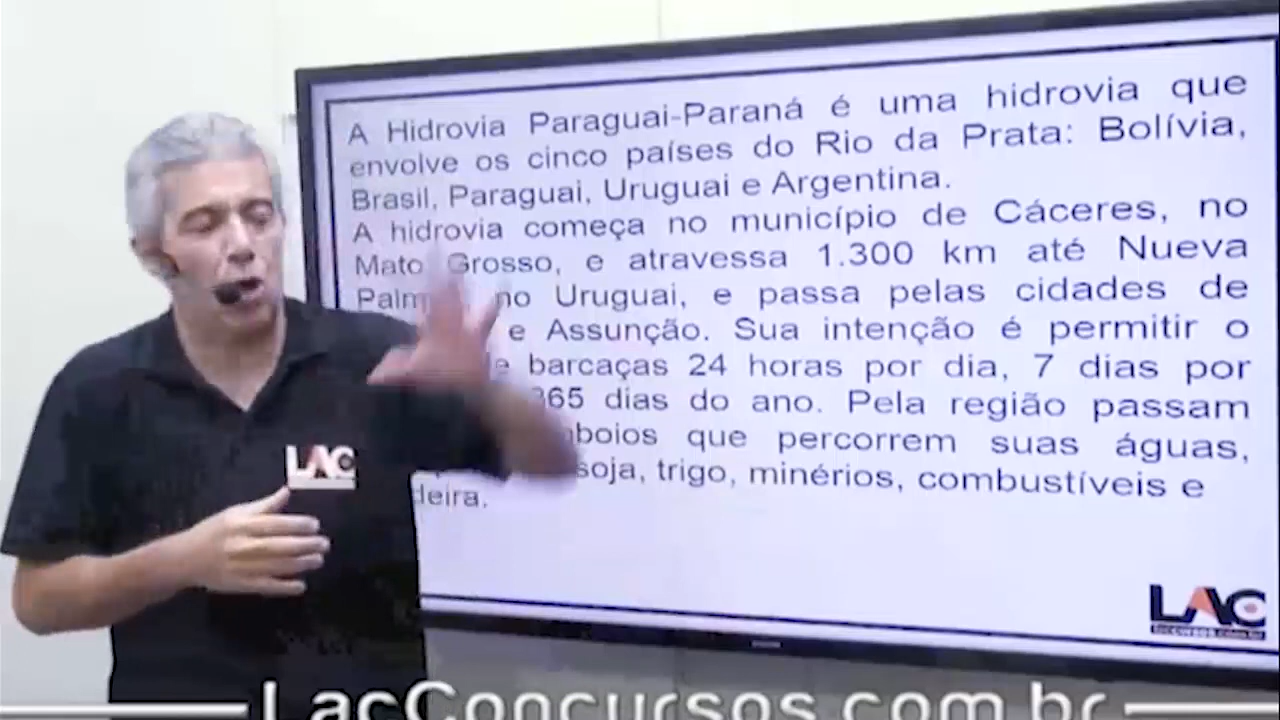 A Hidrovia Paraguai-Paraná é uma hidrovia que
envolve os cinco países do Rio da Prata: Bolívia,
Brasil, Paraguai, Uruguai e Argentina.
A hidrovia começa no município de Cáceres, no
Mato Grosso, e atravessa 1.300 km até Nueva
no Uruguai, e passa pelas cidades de
e Assunção. Sua intenção é permitir o
barcaças 24 horas por dia, 7 dias por
365 dias do ano. Pela região passam
que percorrem suas águas,
soja, trigo, minérios, combustíveis e
LAC
LAC
LacConcursos.com.br